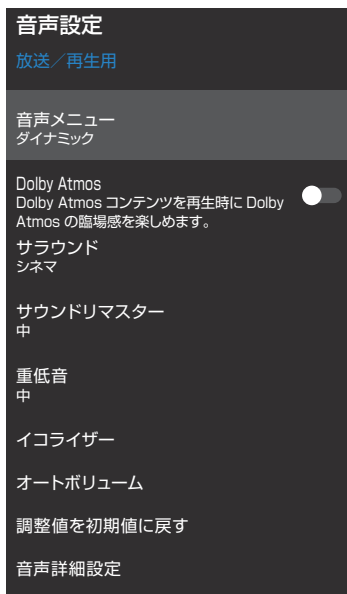 音声設定
放送／再生用
音声メニュー
ダイナミック
Dolby Atmos
Dolby Atmos コンテンツを再生時に Dolby
Atmos の臨場感を楽しめます。
サラウンド
シネマ
サウンドリマスター
中
重低音
中
イコライザー
オートボリューム
調整値を初期値に戻す
音声詳細設定